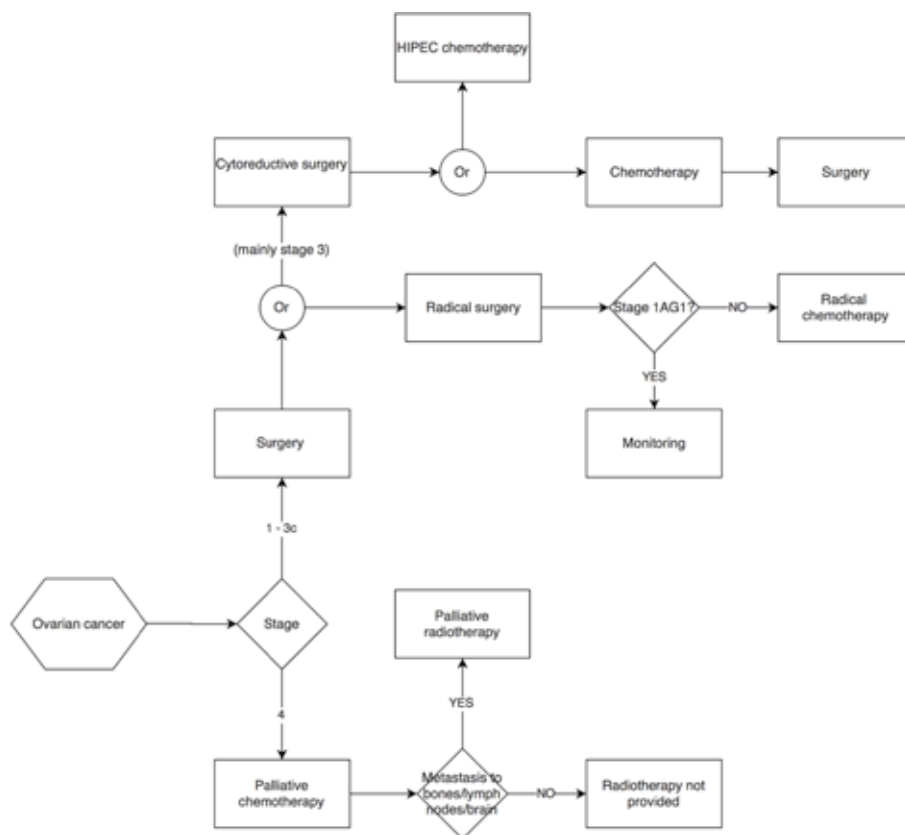 HIPEC chemotherapy
Cytoreductive surgery
Or
Chemotherapy
Surgery
(mainly stage 3)
Or
Radical surgery
Stage 1AG1?
NO
Radical
chemotherapy
YES
Surgery
Monitoring
1 - 3c
Ovarian cancer
Stage
Palliative
radiotherapy
4
YES
Palliative
chemotherapy
Metastasis to
bones/lymph
nodes/brain
NO
Radiotherapy not
provided